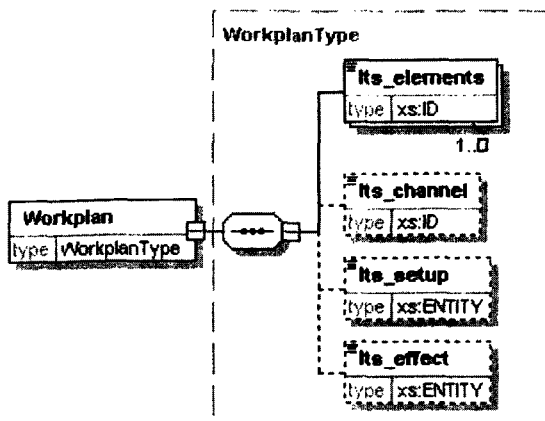 WorkplanType
Its_elements
type xs:ID
1..□
Its_channel
type xs:ID
Workplan
type WorkplanType
Its_setup
type xs:ENTITY
Its_effect
type xs:ENTITY